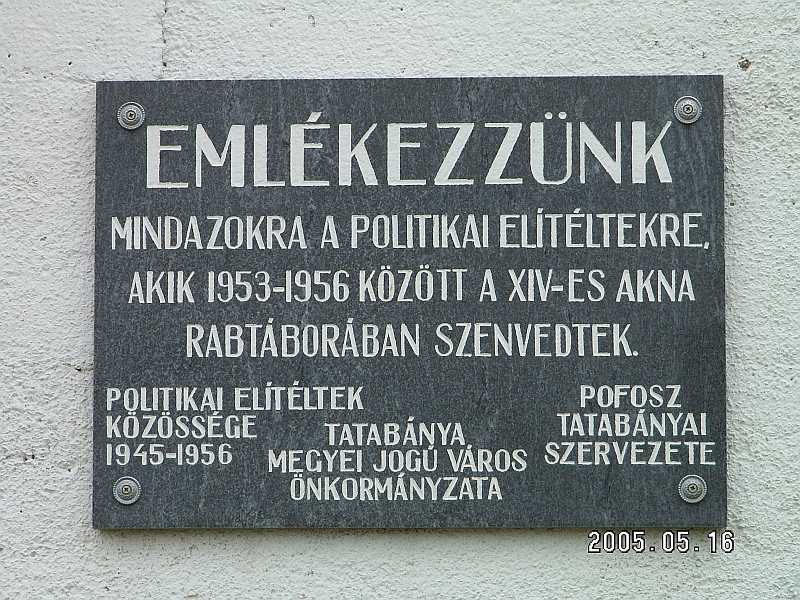 EMLÉKEZZÜNK
MINDAZOKRA A POLITIKAI ELÍTÉLTEKRE,
AKIK 1953-1956 KÖZÖTT A XIV-ES AKNA
RABTÁBORÁBAN SZENVEDTEK.
POLITIKAI ELÍTÉLTEK
KÖZÖSSÉGE
1945-1956
TATABÁNYA
MEGYEI JOGÚ VÁROS
ÖNKORMÁNYZATA
POFOSZ
TATABÁNYAI
SZERVEZETE
2005.05.16